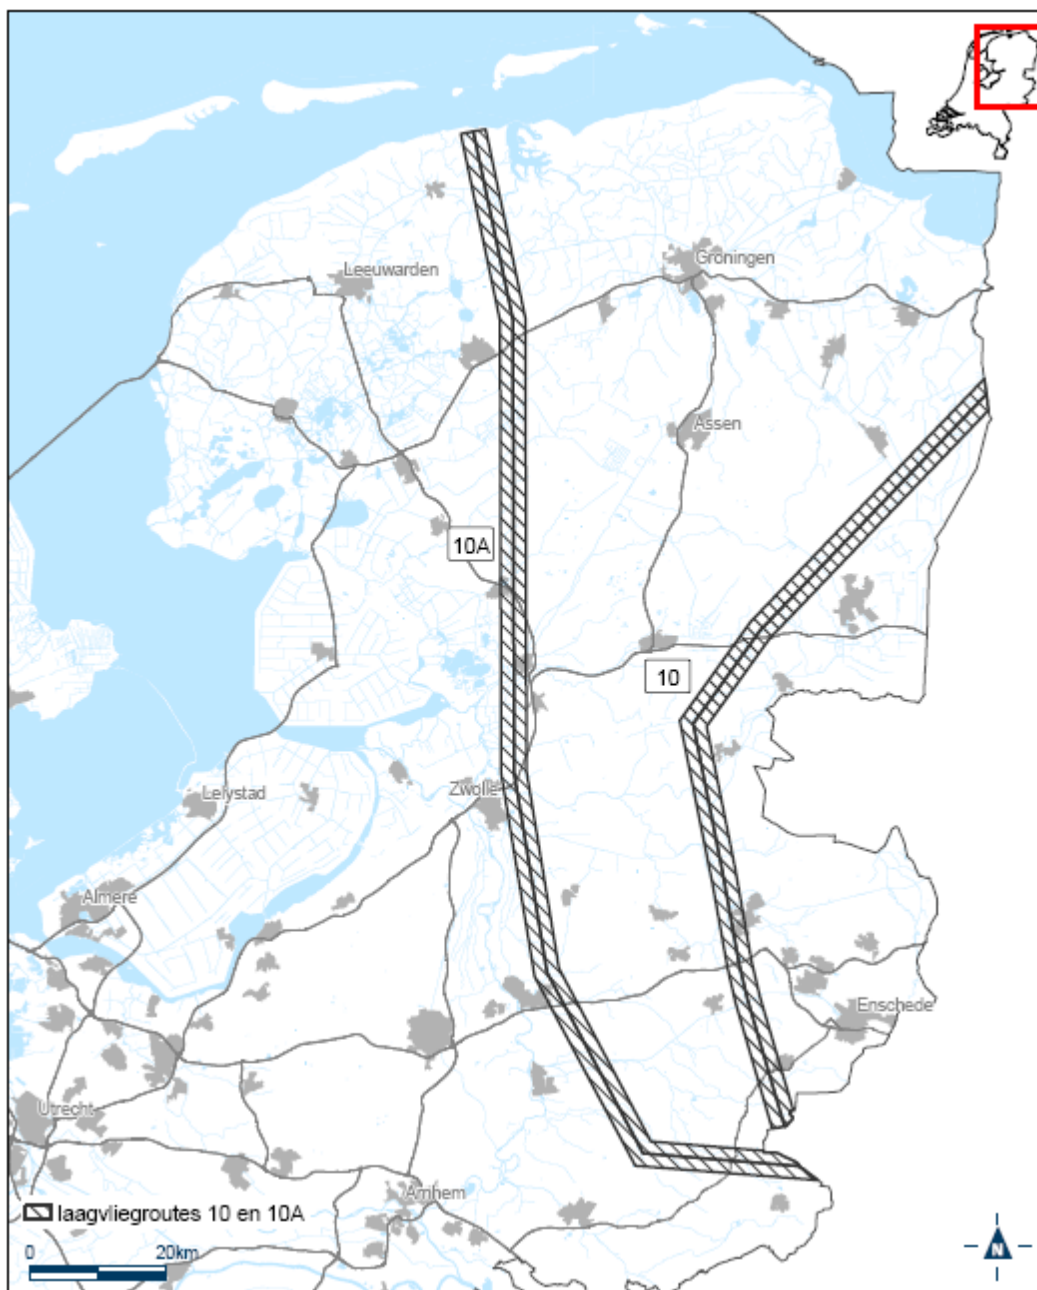 Leeuwarden
Groningen
Assen
10A
10
Zwolle
Lelystad
Almere
Enschede
Utrecht
Arnhem
laagvliegroutes 10 en 10A
0 20km
N